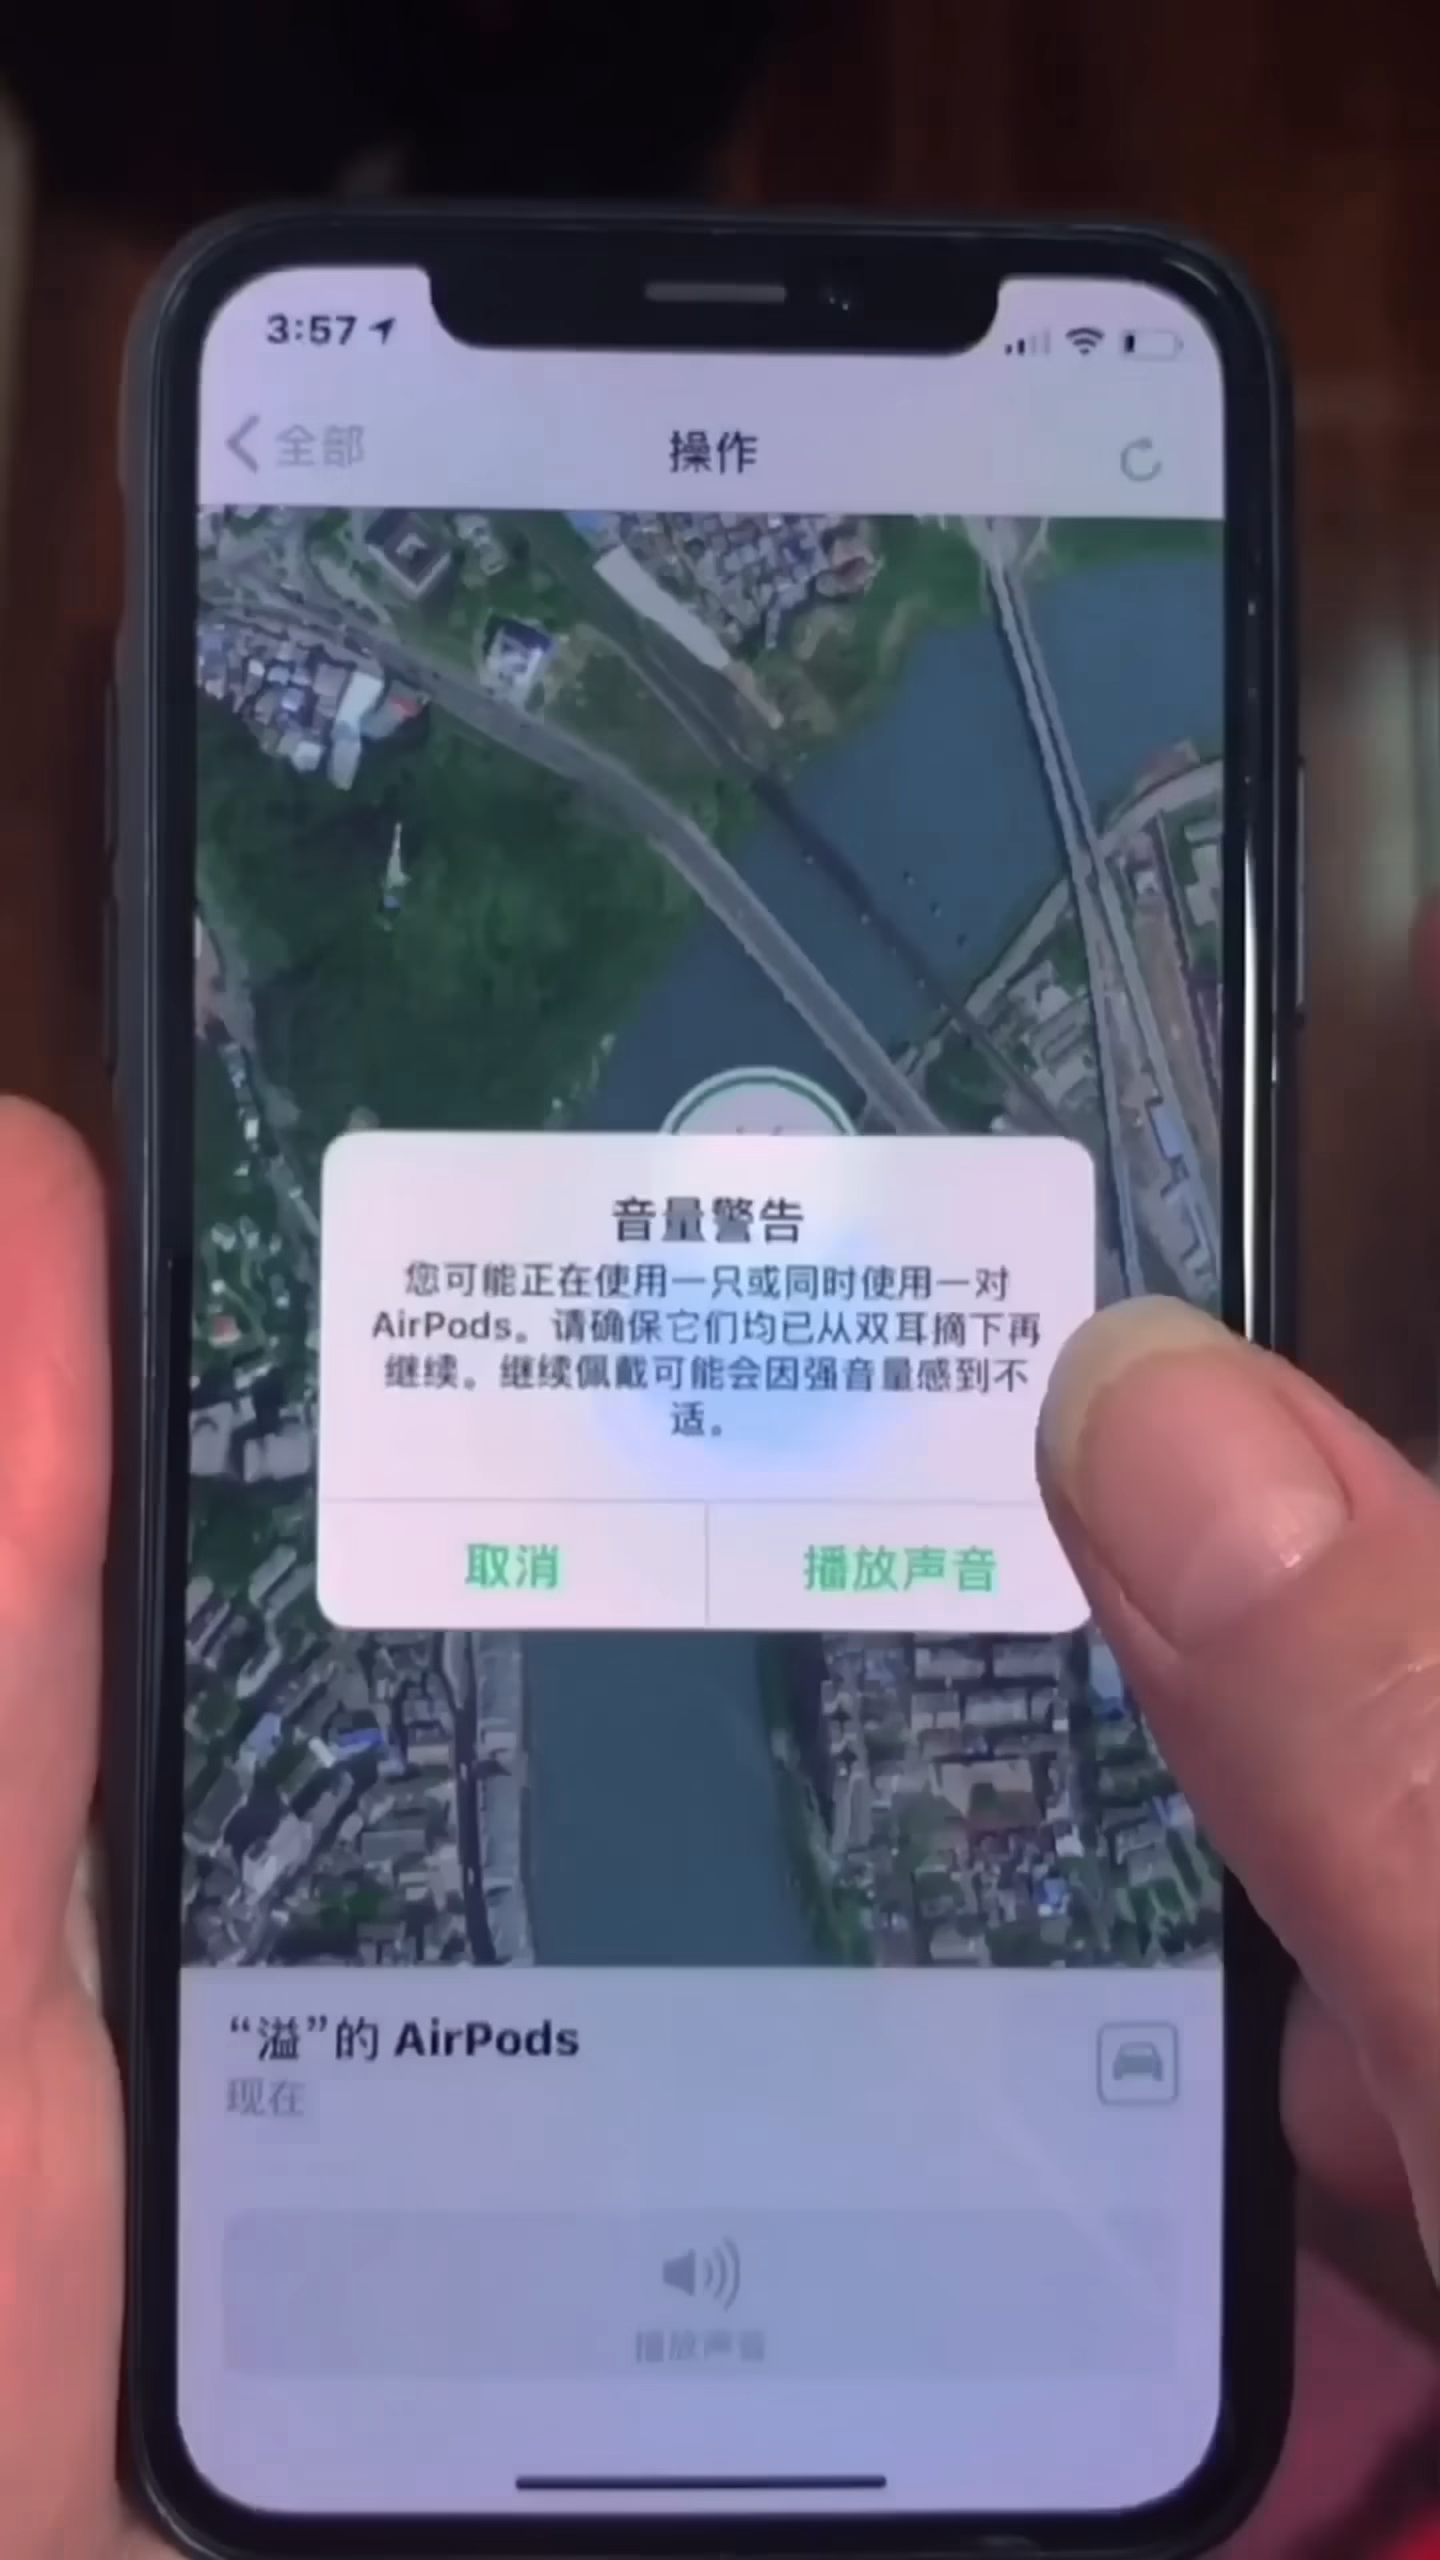 3:57
全部
操作
音量警告
您可能正在使用一只或同时使用一对
AirPods。请确保它们均已从双耳摘下再
继续。继续佩戴可能会因强音量感到不
适。
取消
播放声音
“溢”的 AirPods
现在
播放声音